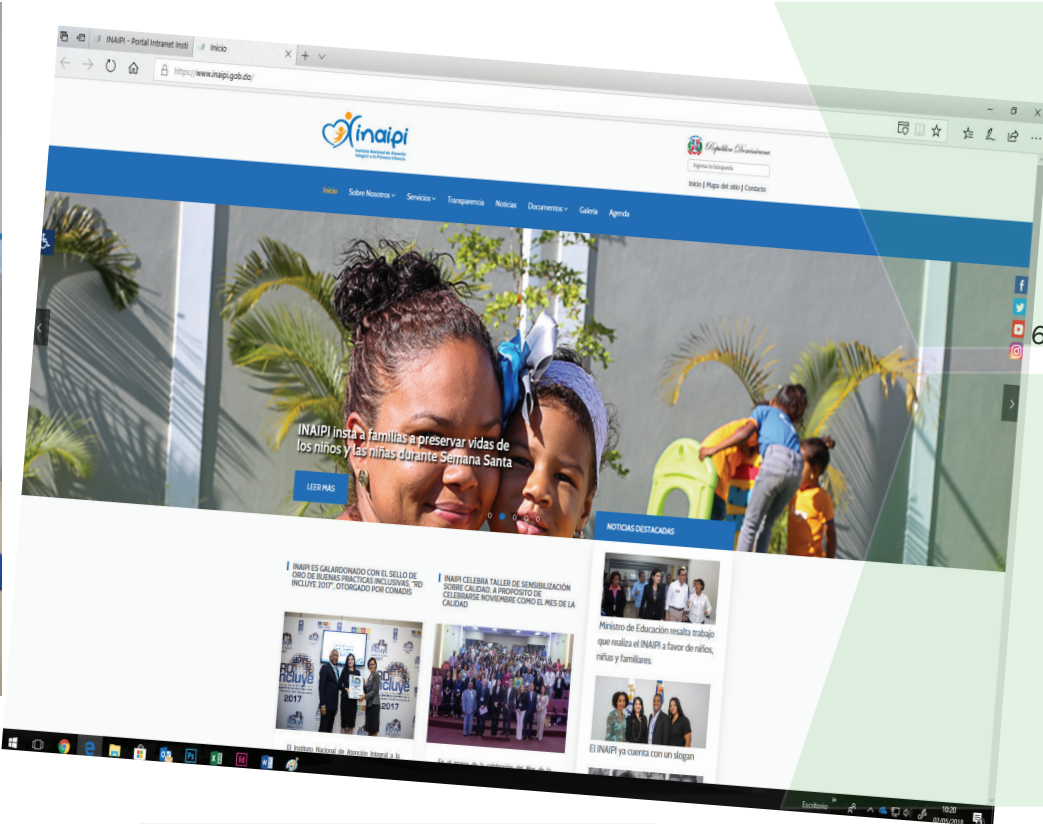 INAIPI - Portal Intranet Insti
Inicio
https://www.inaipi.gob.do/
inaipi
Instituto Nacional de Atención
Integral a la Primera Infancia
República Dominicana
Ingresa tu búsqueda
Inicio | Mapa del sitio | Contacto
Inicio Sobre Nosotros Servicios Transparencia Noticias Documentos Galería Agenda
6
INAIPI insta a familias a preservar vidas de
los niños y las niñas durante Semana Santa
LEER MÁS
NOTICIAS DESTACADAS
INAIPI ES GALARDONADO CON EL SELLO DE
ORO DE BUENAS PRÁCTICAS INCLUSIVAS, "RD
INCLUYE 2017", OTORGADO POR CONADIS
INAIPI CELEBRA TALLER DE SENSIBILIZACIÓN
SOBRE CALIDAD, A PROPÓSITO DE
CELEBRARSE NOVIEMBRE COMO EL MES DE LA
CALIDAD
Ministro de Educación resalta trabajo
que realiza el INAIPI a favor de niños,
niñas y familiares.
2017
2017
El INAIPI ya cuenta con un slogan
El Instituto Nacional de Atención Integral a la
Escritorio
10:20
02/05/2018